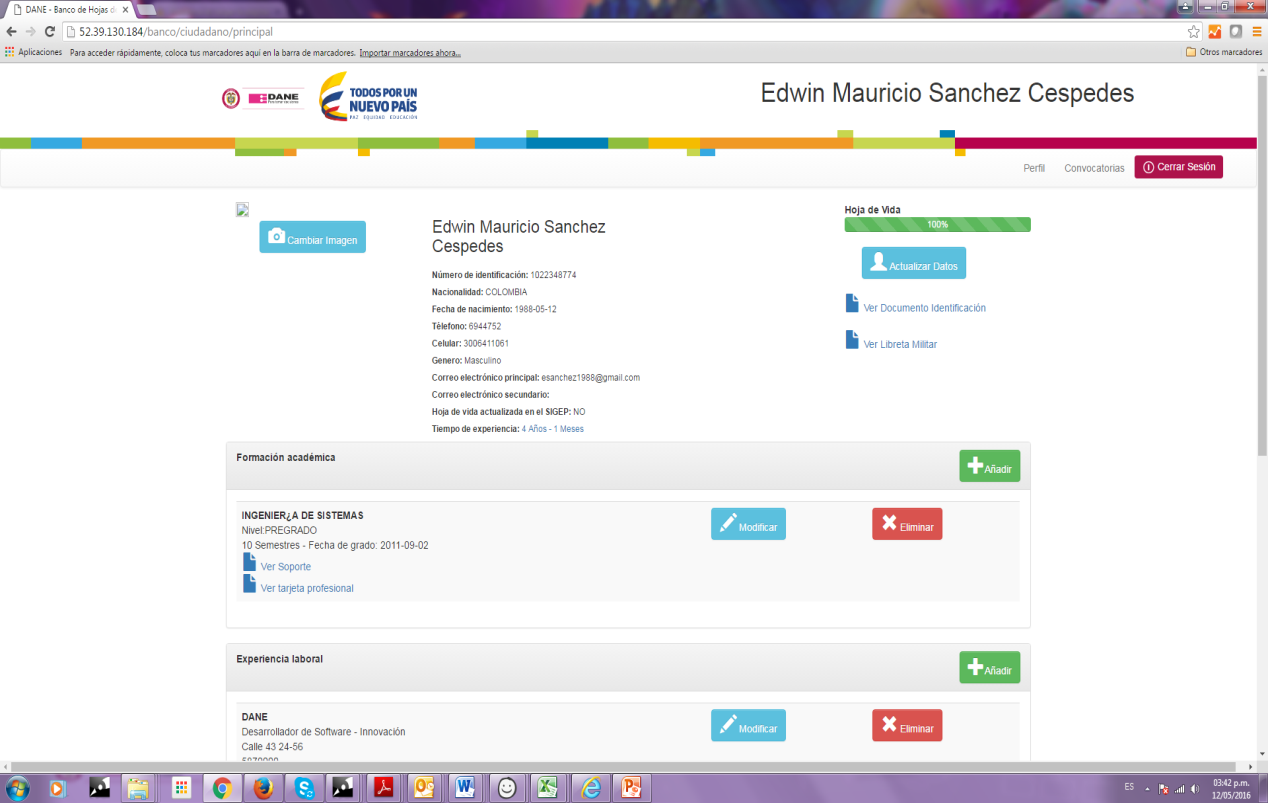 DANE - Banco de Hojas d
52.39.130.184/banco/ciudadano/principal
Aplicaciones Para acceder rápidamente, coloca tus marcadores aquí en la barra de marcadores. Importar marcadores ahora... Otros marcadores
DANE
TODOS POR UN
NUEVO PAÍS
PAZ EQUIDAD EDUCACIÓN
Edwin Mauricio Sanchez Cespedes
Perfil Convocatorias Cerrar Sesión
Cambiar Imagen
Edwin Mauricio Sanchez
Cespedes
Número de identificación: 1022348774
Nacionalidad: COLOMBIA
Fecha de nacimiento: 1988-05-12
Télefono: 6944752
Celular: 3006411061
Genero: Masculino
Correo electrónico principal: esanchez1988@gmail.com
Correo electrónico secundario:
Hoja de vida actualizada en el SIGEP: NO
Tiempo de experiencia: 4 Años - 1 Meses
Hoja de Vida
100%
Actualizar Datos
Ver Documento Identificación
Ver Libreta Militar
Formación académica
Añadir
INGENIER¿A DE SISTEMAS
Nivel:PREGRADO
10 Semestres - Fecha de grado: 2011-09-02
Ver Soporte
Ver tarjeta profesional
Modificar
Eliminar
Experiencia laboral
Añadir
DANE
Desarrollador de Software - Innovación
Calle 43 24-56
Modificar
Eliminar
ES
03:42 p.m.
12/05/2016